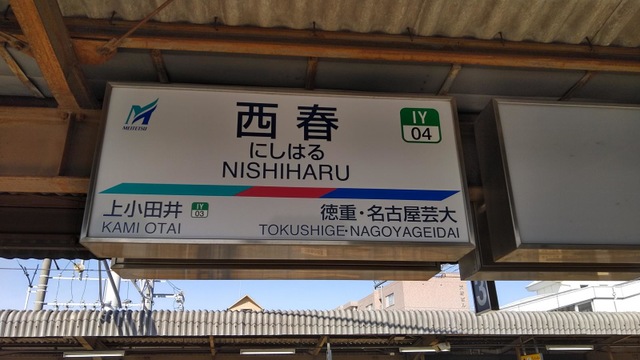 MEITETSU
西春
IY
04
にしはる
NISHIHARU
上小田井
IY
03
KAMI OTAI
徳重・名古屋芸大
TOKUSHIGE·NAGOYAGEIDAI